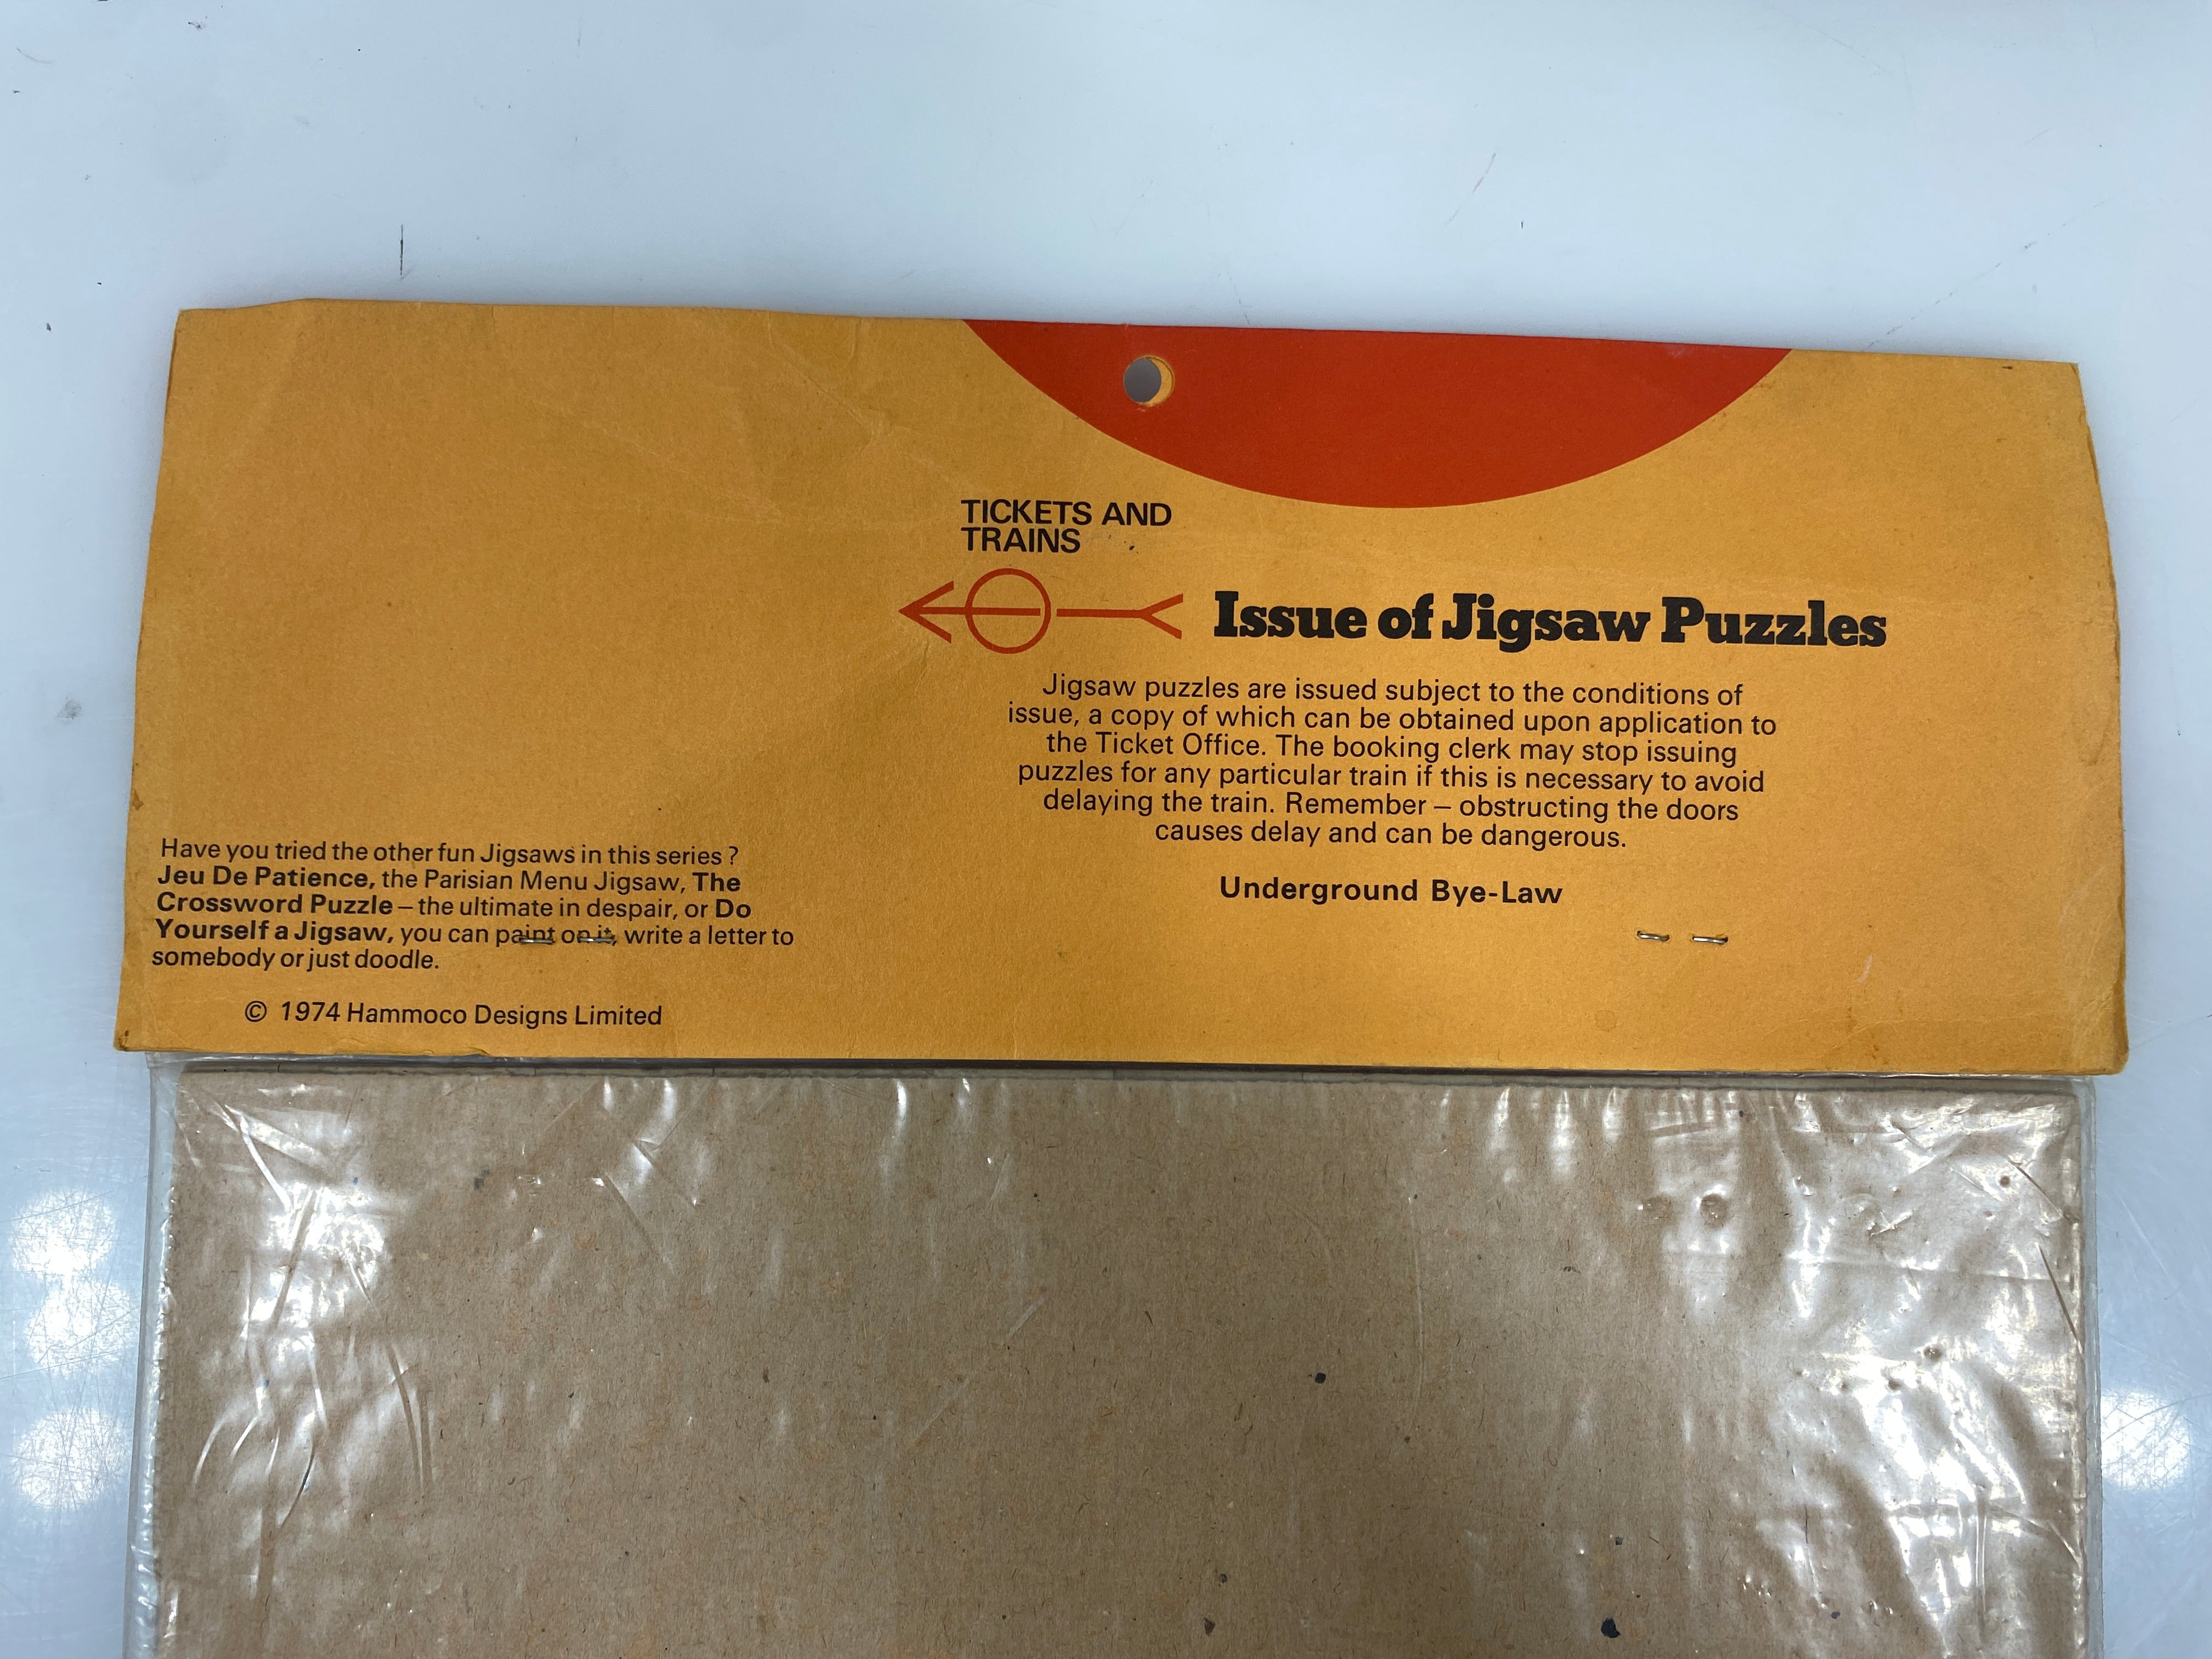 TICKETS AND
TRAINS
Issue of Jigsaw Puzzles
Jigsaw puzzles are issued subject to the conditions of
issue, a copy of which can be obtained upon application to
the Ticket Office. The booking clerk may stop issuing
puzzles for any particular train if this is necessary to avoid
delaying the train. Remember – obstructing the doors
causes delay and can be dangerous.
Underground Bye-Law
Have you tried the other fun Jigsaws in this series ?
Jeu De Patience, the Parisian Menu Jigsaw, The
Crossword Puzzle – the ultimate in despair, or Do
Yourself a Jigsaw, you can paint on it, write a letter to
somebody or just doodle.
© 1974 Hammoco Designs Limited